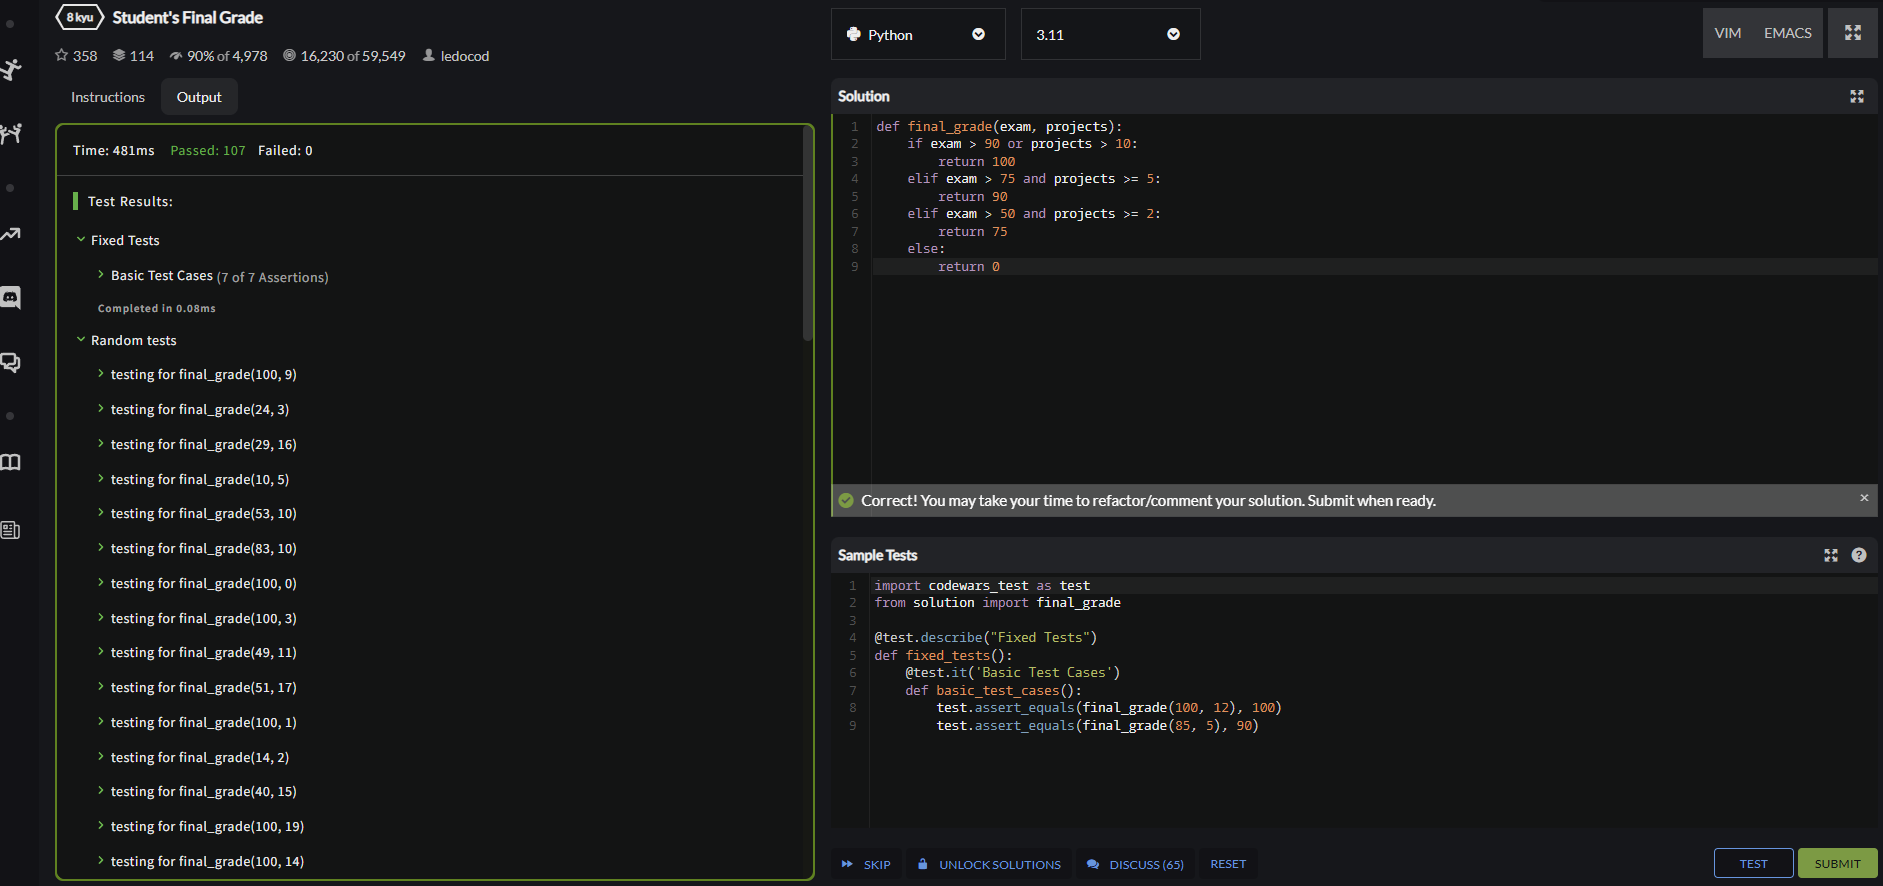 8 kyu Student's Final Grade
358 114 90% of 4,978 16,230 of 59,549 ledocod
Instructions Output
Time: 481ms Passed: 107 Failed: 0
Test Results:
Fixed Tests
Basic Test Cases (7 of 7 Assertions)
Completed in 0.08ms
Random tests
testing for final_grade(100, 9)
testing for final_grade(24, 3)
testing for final_grade(29, 16)
testing for final_grade(10, 5)
testing for final_grade(53, 10)
testing for final_grade(83, 10)
testing for final_grade(100, 0)
testing for final_grade(100, 3)
testing for final_grade(49, 11)
testing for final_grade(51, 17)
testing for final_grade(100, 1)
testing for final_grade(14, 2)
testing for final_grade(40, 15)
testing for final_grade(100, 19)
testing for final_grade(100, 14)
Python 3.11 VIM EMACS
Solution
1 def final_grade(exam, projects):
2 if exam > 90 or projects > 10:
3 return 100
4 elif exam > 75 and projects >= 5:
5 return 90
6 elif exam > 50 and projects >= 2:
7 return 75
8 else:
9 return 0
Correct! You may take your time to refactor/comment your solution. Submit when ready. ×
Sample Tests ?
1 import codewars_test as test
2 from solution import final_grade
3
4 @test.describe("Fixed Tests")
5 def fixed_tests():
6 @test.it('Basic Test Cases')
7 def basic_test_cases():
8 test.assert_equals(final_grade(100, 12), 100)
9 test.assert_equals(final_grade(85, 5), 90)
SKIP UNLOCK SOLUTIONS DISCUSS (65) RESET TEST SUBMIT